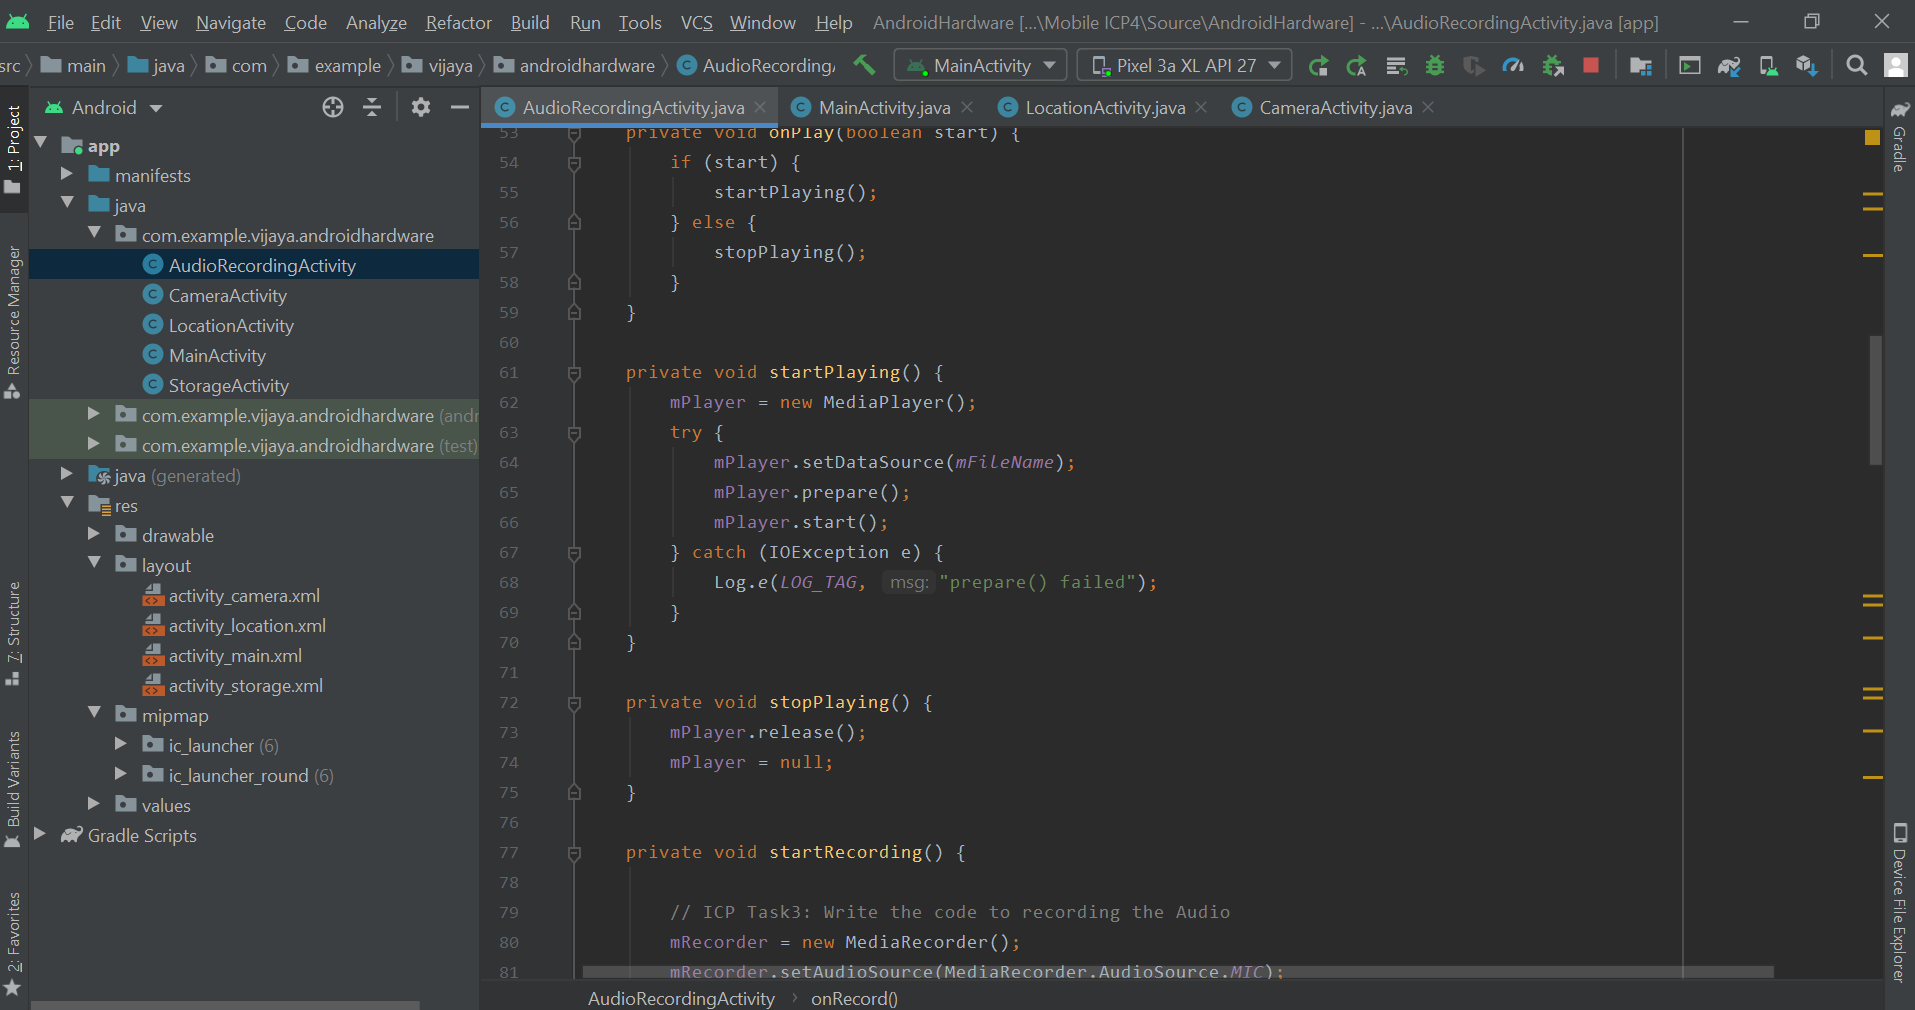 File Edit View Navigate Code Analyze Refactor Build Run Tools VCS Window Help AndroidHardware [...\Mobile ICP4\Source\AndroidHardware] - ...\AudioRecordingActivity.java [app]
src main java com example vijaya androidhardware AudioRecording MainActivity Pixel 3a XL API 27
Android
AudioRecordingActivity.java MainActivity.java LocationActivity.java CameraActivity.java
1: Project
Resource Manager
7: Structure
Build Variants
2: Favorites
app
manifests
java
com.example.vijaya.androidhardware
AudioRecordingActivity
CameraActivity
LocationActivity
MainActivity
StorageActivity
com.example.vijaya.androidhardware (andr
com.example.vijaya.androidhardware (test)
java (generated)
res
drawable
layout
activity_camera.xml
activity_location.xml
activity_main.xml
activity_storage.xml
mipmap
ic_launcher (6)
ic_launcher_round (6)
values
Gradle Scripts
53 private void onPlay(boolean start) {
54 if (start) {
55 startPlaying();
56 } else {
57 stopPlaying();
58 }
59 }
60
61 private void startPlaying() {
62 mPlayer = new MediaPlayer();
63 try {
64 mPlayer.setDataSource(mFileName);
65 mPlayer.prepare();
66 mPlayer.start();
67 } catch (IOException e) {
68 Log.e(LOG_TAG, msg: "prepare() failed");
69 }
70 }
71
72 private void stopPlaying() {
73 mPlayer.release();
74 mPlayer = null;
75 }
76
77 private void startRecording() {
78
79 // ICP Task3: Write the code to recording the Audio
80 mRecorder = new MediaRecorder();
81 mRecorder.setAudioSource(MediaRecorder.AudioSource.MIC);
AudioRecordingActivity onRecord()
Gradle
Device File Explorer